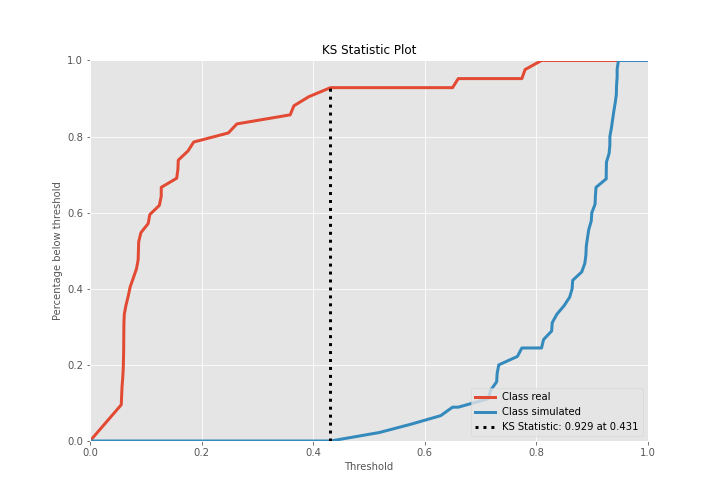 KS Statistic Plot
1.0
0.8
0.6
0.4
0.2
0.0
Percentage below threshold
0.0 0.2 0.4 0.6 0.8 1.0
Threshold
Class real
Class simulated
KS Statistic: 0.929 at 0.431